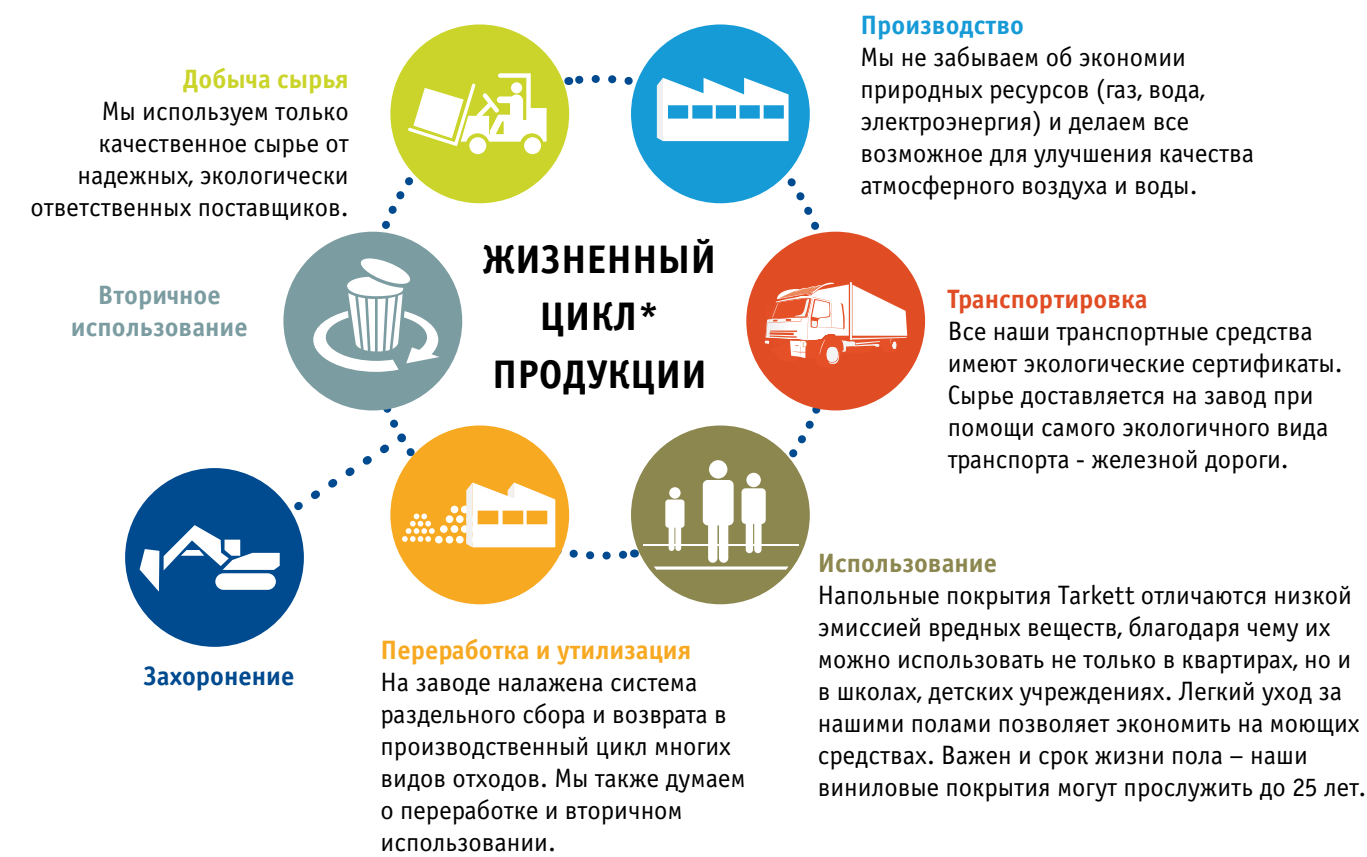 Производство
Мы не забываем об экономии
природных ресурсов (газ, вода,
электроэнергия) и делаем все
возможное для улучшения качества
атмосферного воздуха и воды.
Добыча сырья
Мы используем только
качественное сырье от
надежных, экологически
ответственных поставщиков.
ЖИЗНЕННЫЙ
ЦИКЛ*
ПРОДУКЦИИ
Вторичное
использование
Транспортировка
Все наши транспортные средства
имеют экологические сертификаты.
Сырье доставляется на завод при
помощи самого экологичного вида
транспорта - железной дороги.
Использование
Напольные покрытия Tarkett отличаются низкой
эмиссией вредных веществ, благодаря чему их
можно использовать не только в квартирах, но и
в школах, детских учреждениях. Легкий уход за
нашими полами позволяет экономить на моющих
средствах. Важен и срок жизни пола – наши
виниловые покрытия могут прослужить до 25 лет.
Переработка и утилизация
На заводе налажена система
раздельного сбора и возврата в
производственный цикл многих
видов отходов. Мы также думаем
о переработке и вторичном
использовании.
Захоронение